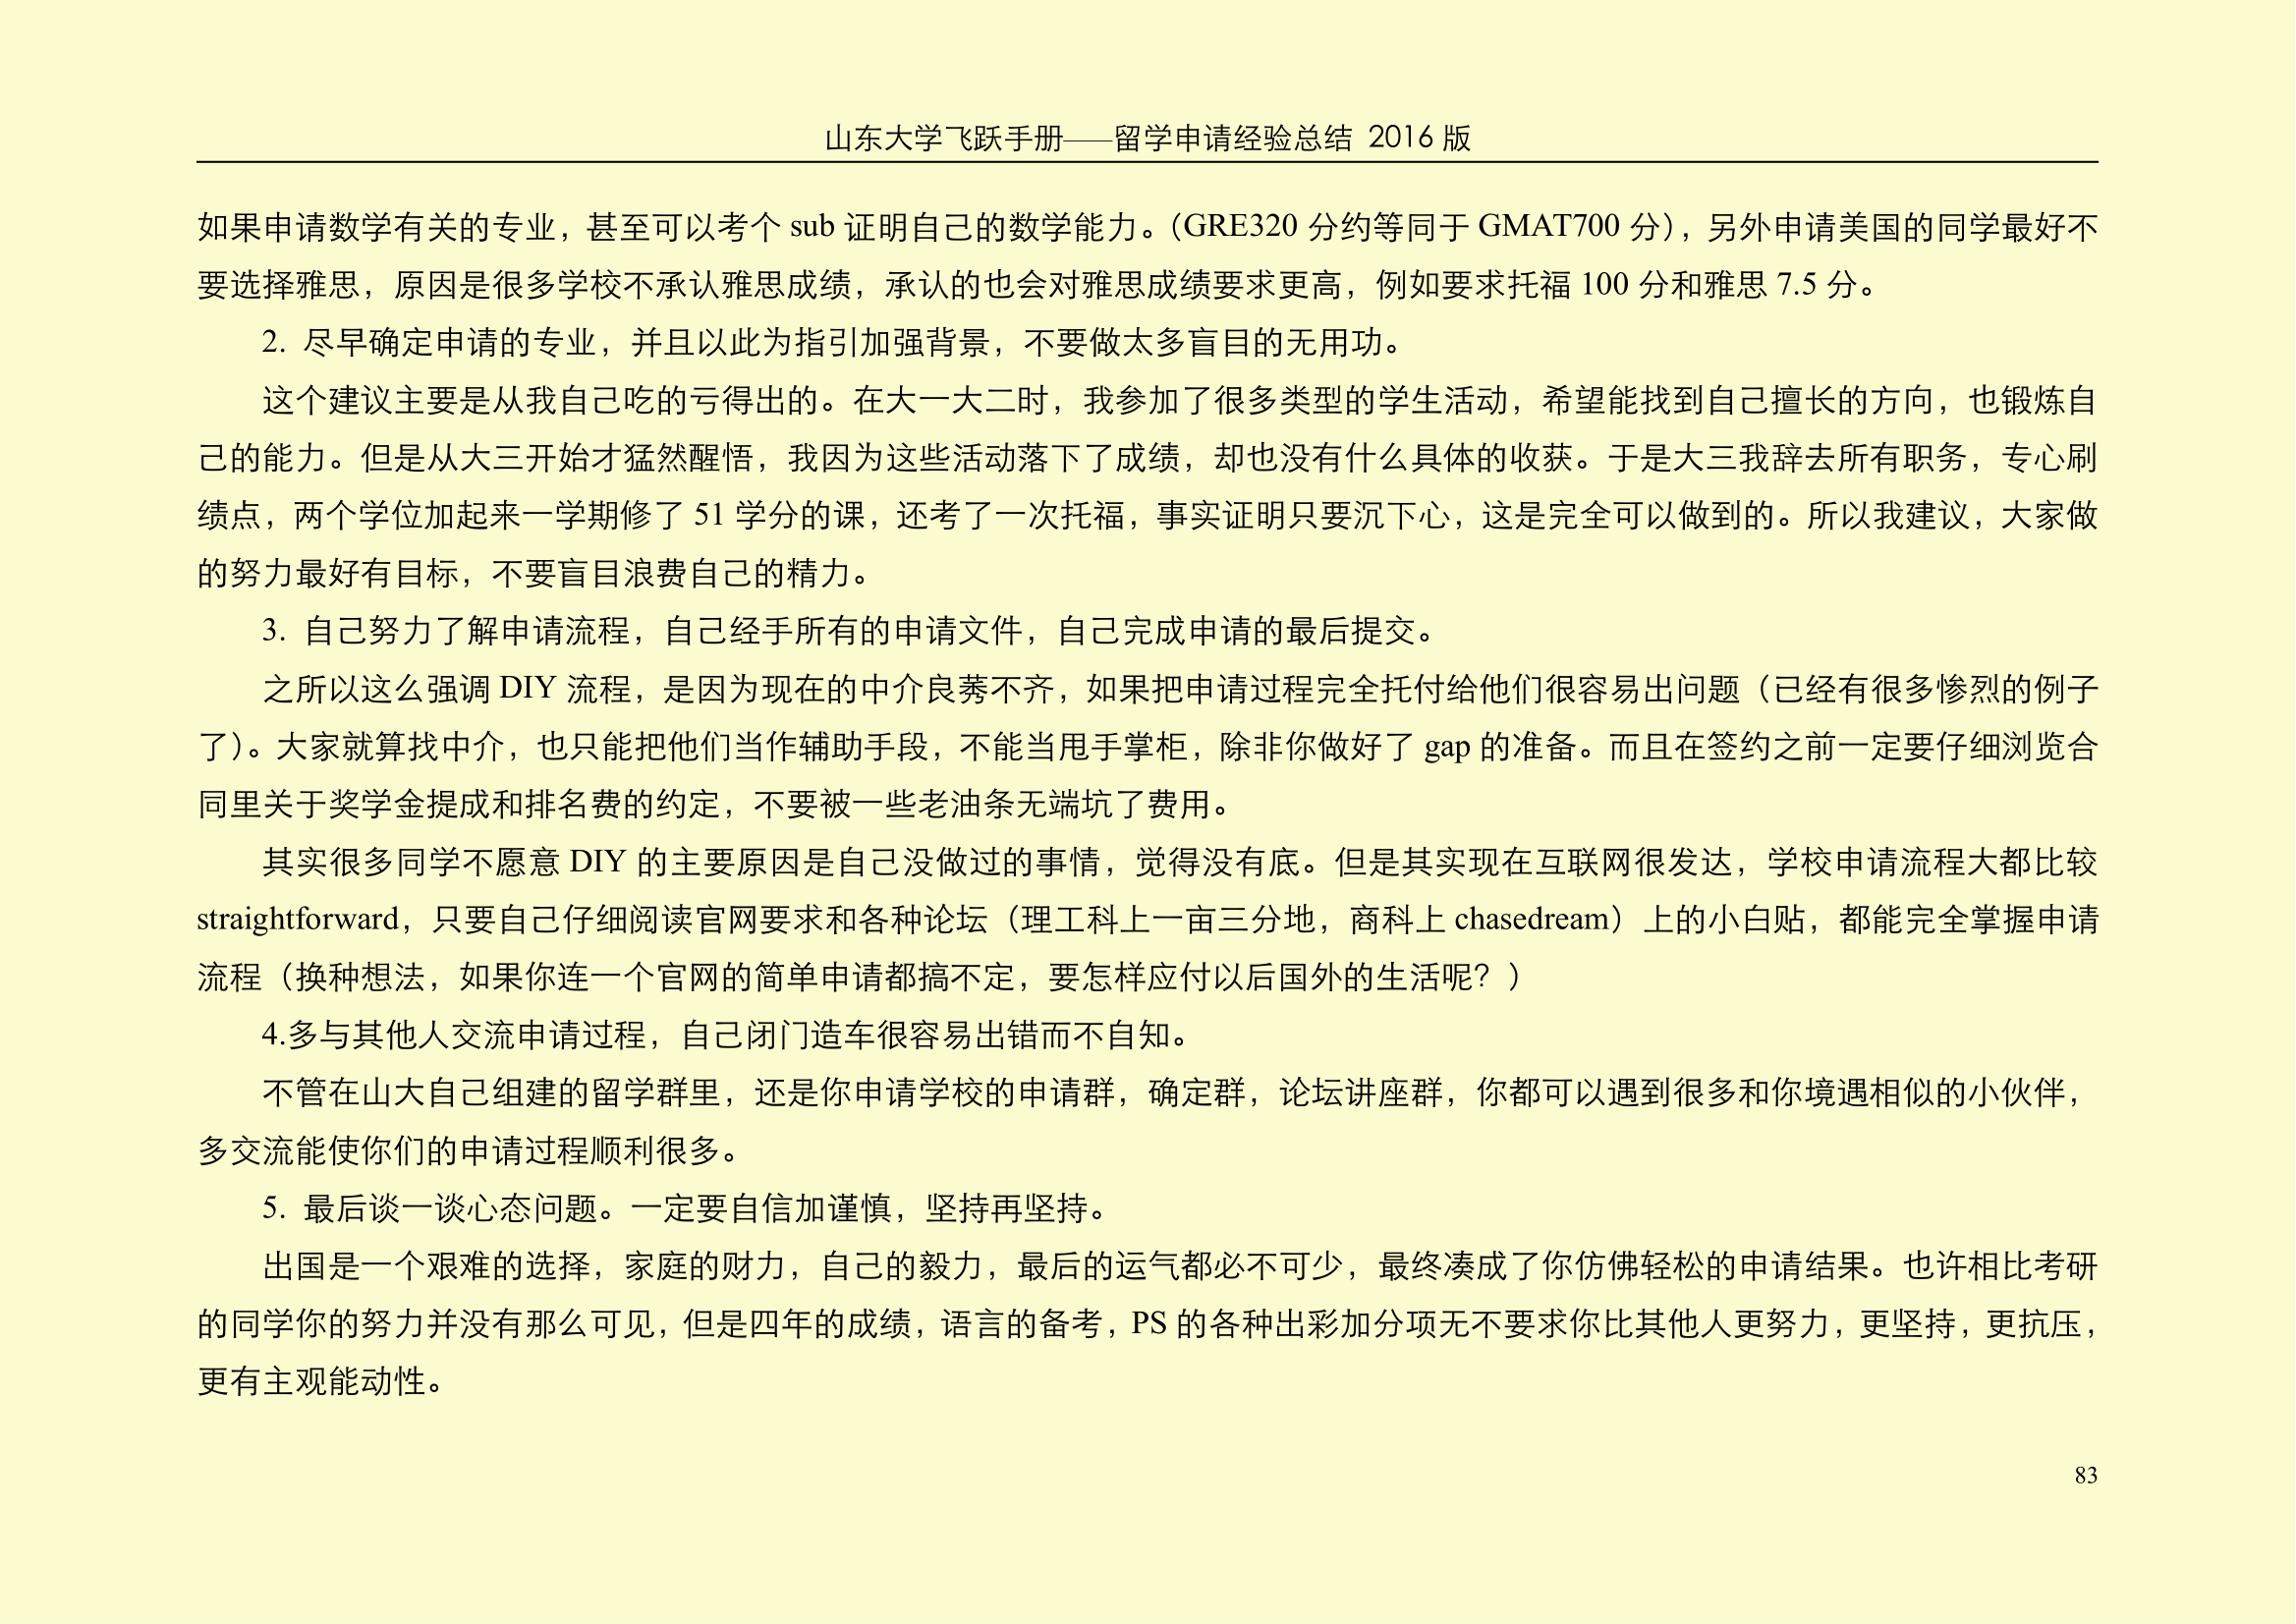 山东大学飞跃手册——留学申请经验总结 2016 版
如果申请数学有关的专业，甚至可以考个 sub 证明自己的数学能力。（GRE320 分约等同于 GMAT700 分），另外申请美国的同学最好不
要选择雅思，原因是很多学校不承认雅思成绩，承认的也会对雅思成绩要求更高，例如要求托福 100 分和雅思 7.5 分。
2. 尽早确定申请的专业，并且以此为指引加强背景，不要做太多盲目的无用功。
这个建议主要是从我自己吃的亏得出的。在大一大二时，我参加了很多类型的学生活动，希望能找到自己擅长的方向，也锻炼自
己的能力。但是从大三开始才猛然醒悟，我因为这些活动落下了成绩，却也没有什么具体的收获。于是大三我辞去所有职务，专心刷
绩点，两个学位加起来一学期修了 51 学分的课，还考了一次托福，事实证明只要沉下心，这是完全可以做到的。所以我建议，大家做
的努力最好有目标，不要盲目浪费自己的精力。
3. 自己努力了解申请流程，自己经手所有的申请文件，自己完成申请的最后提交。
之所以这么强调 DIY 流程，是因为现在的中介良莠不齐，如果把申请过程完全托付给他们很容易出问题（已经有很多惨烈的例子
了）。大家就算找中介，也只能把他们当作辅助手段，不能当甩手掌柜，除非你做好了 gap 的准备。而且在签约之前一定要仔细浏览合
同里关于奖学金提成和排名费的约定，不要被一些老油条无端坑了费用。
其实很多同学不愿意 DIY 的主要原因是自己没做过的事情，觉得没有底。但是其实现在互联网很发达，学校申请流程大都比较
straightforward，只要自己仔细阅读官网要求和各种论坛（理工科上一亩三分地，商科上 chasedream）上的小白贴，都能完全掌握申请
流程（换种想法，如果你连一个官网的简单申请都搞不定，要怎样应付以后国外的生活呢？）
4.多与其他人交流申请过程，自己闭门造车很容易出错而不自知。
不管在山大自己组建的留学群里，还是你申请学校的申请群，确定群，论坛讲座群，你都可以遇到很多和你境遇相似的小伙伴，
多交流能使你们的申请过程顺利很多。
5. 最后谈一谈心态问题。一定要自信加谨慎，坚持再坚持。
出国是一个艰难的选择，家庭的财力，自己的毅力，最后的运气都必不可少，最终凑成了你仿佛轻松的申请结果。也许相比考研
的同学你的努力并没有那么可见，但是四年的成绩，语言的备考，PS 的各种出彩加分项无不要求你比其他人更努力，更坚持，更抗压，
更有主观能动性。
83